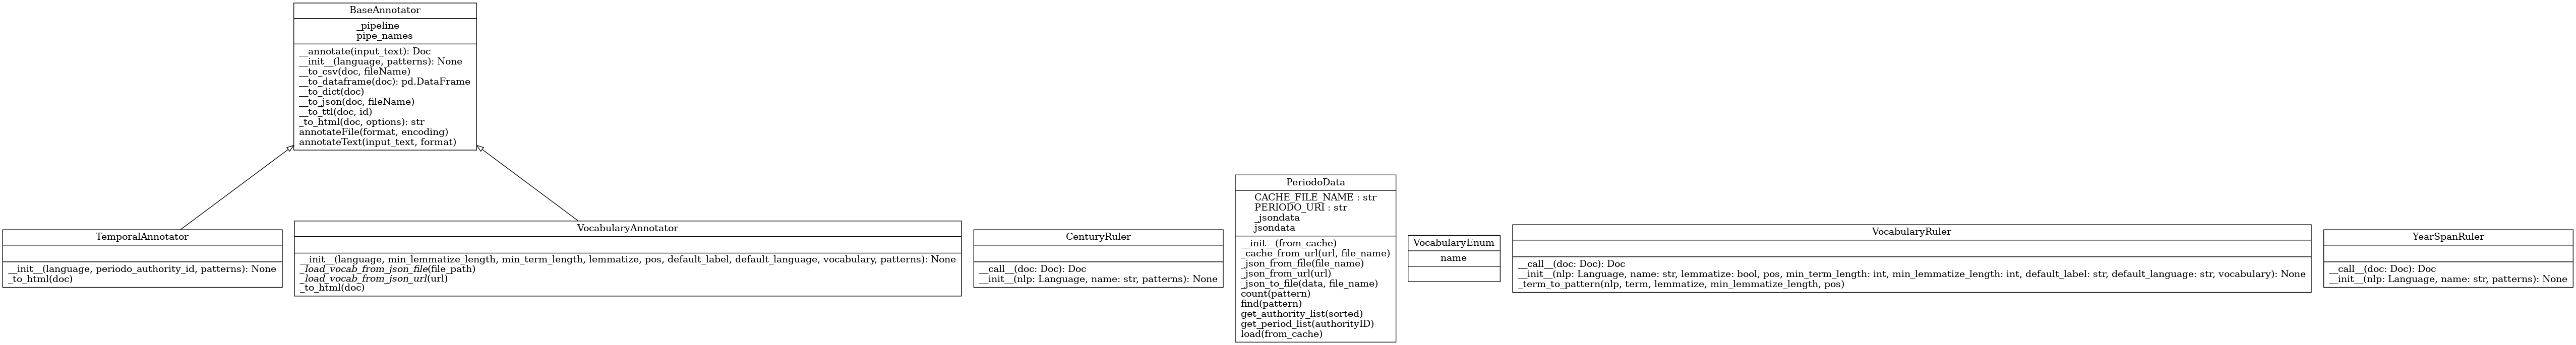 BaseAnnotator
_pipeline
pipe_names
__annotate(input_text): Doc
__init__(language, patterns): None
__to_csv(doc, fileName)
__to_dataframe(doc): pd.DataFrame
__to_dict(doc)
__to_json(doc, fileName)
__to_ttl(doc, id)
_to_html(doc, options): str
annotateFile(format, encoding)
annotateText(input_text, format)
TemporalAnnotator
__init__(language, periodo_authority_id, patterns): None
_to_html(doc)
VocabularyAnnotator
__init__(language, min_lemmatize_length, min_term_length, lemmatize, pos, default_label, default_language, vocabulary, patterns): None
_load_vocab_from_json_file(file_path)
_load_vocab_from_json_url(url)
_to_html(doc)
CenturyRuler
__call__(doc: Doc): Doc
__init__(nlp: Language, name: str, patterns): None
PeriodoData
CACHE_FILE_NAME : str
PERIODO_URI : str
_jsondata
jsondata
__init__(from_cache)
_cache_from_url(url, file_name)
_json_from_file(file_name)
_json_from_url(url)
_json_to_file(data, file_name)
count(pattern)
find(pattern)
get_authority_list(sorted)
get_period_list(authorityID)
load(from_cache)
VocabularyEnum
name
VocabularyRuler
__call__(doc: Doc): Doc
__init__(nlp: Language, name: str, lemmatize: bool, pos, min_term_length: int, min_lemmatize_length: int, default_label: str, default_language: str, vocabulary): None
_term_to_pattern(nlp, term, lemmatize, min_lemmatize_length, pos)
YearSpanRuler
__call__(doc: Doc): Doc
__init__(nlp: Language, name: str, patterns): None